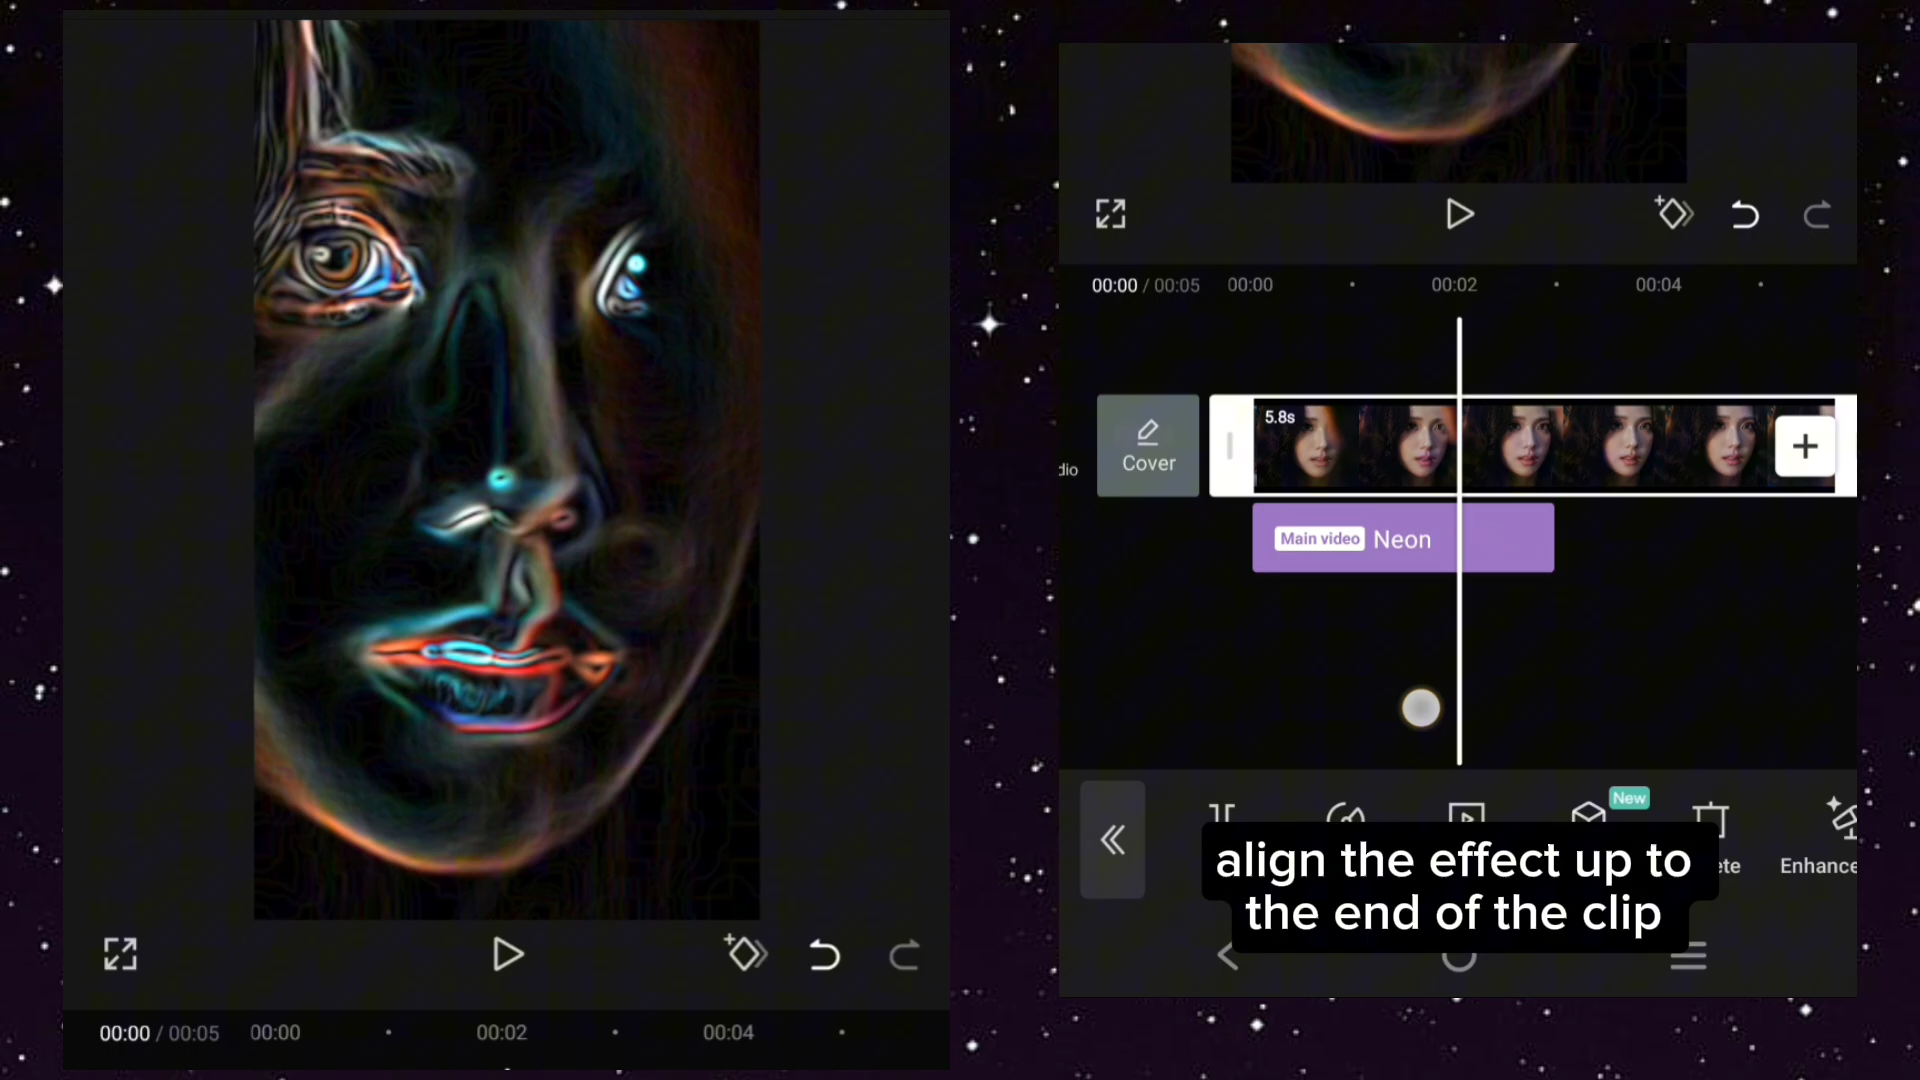 00:00 / 00:05 00:00 00:02 00:04
00:00 / 00:05 00:00 00:02 00:04
dio
Cover
5.8s
Main video Neon
New
ete
Enhance
align the effect up to
the end of the clip